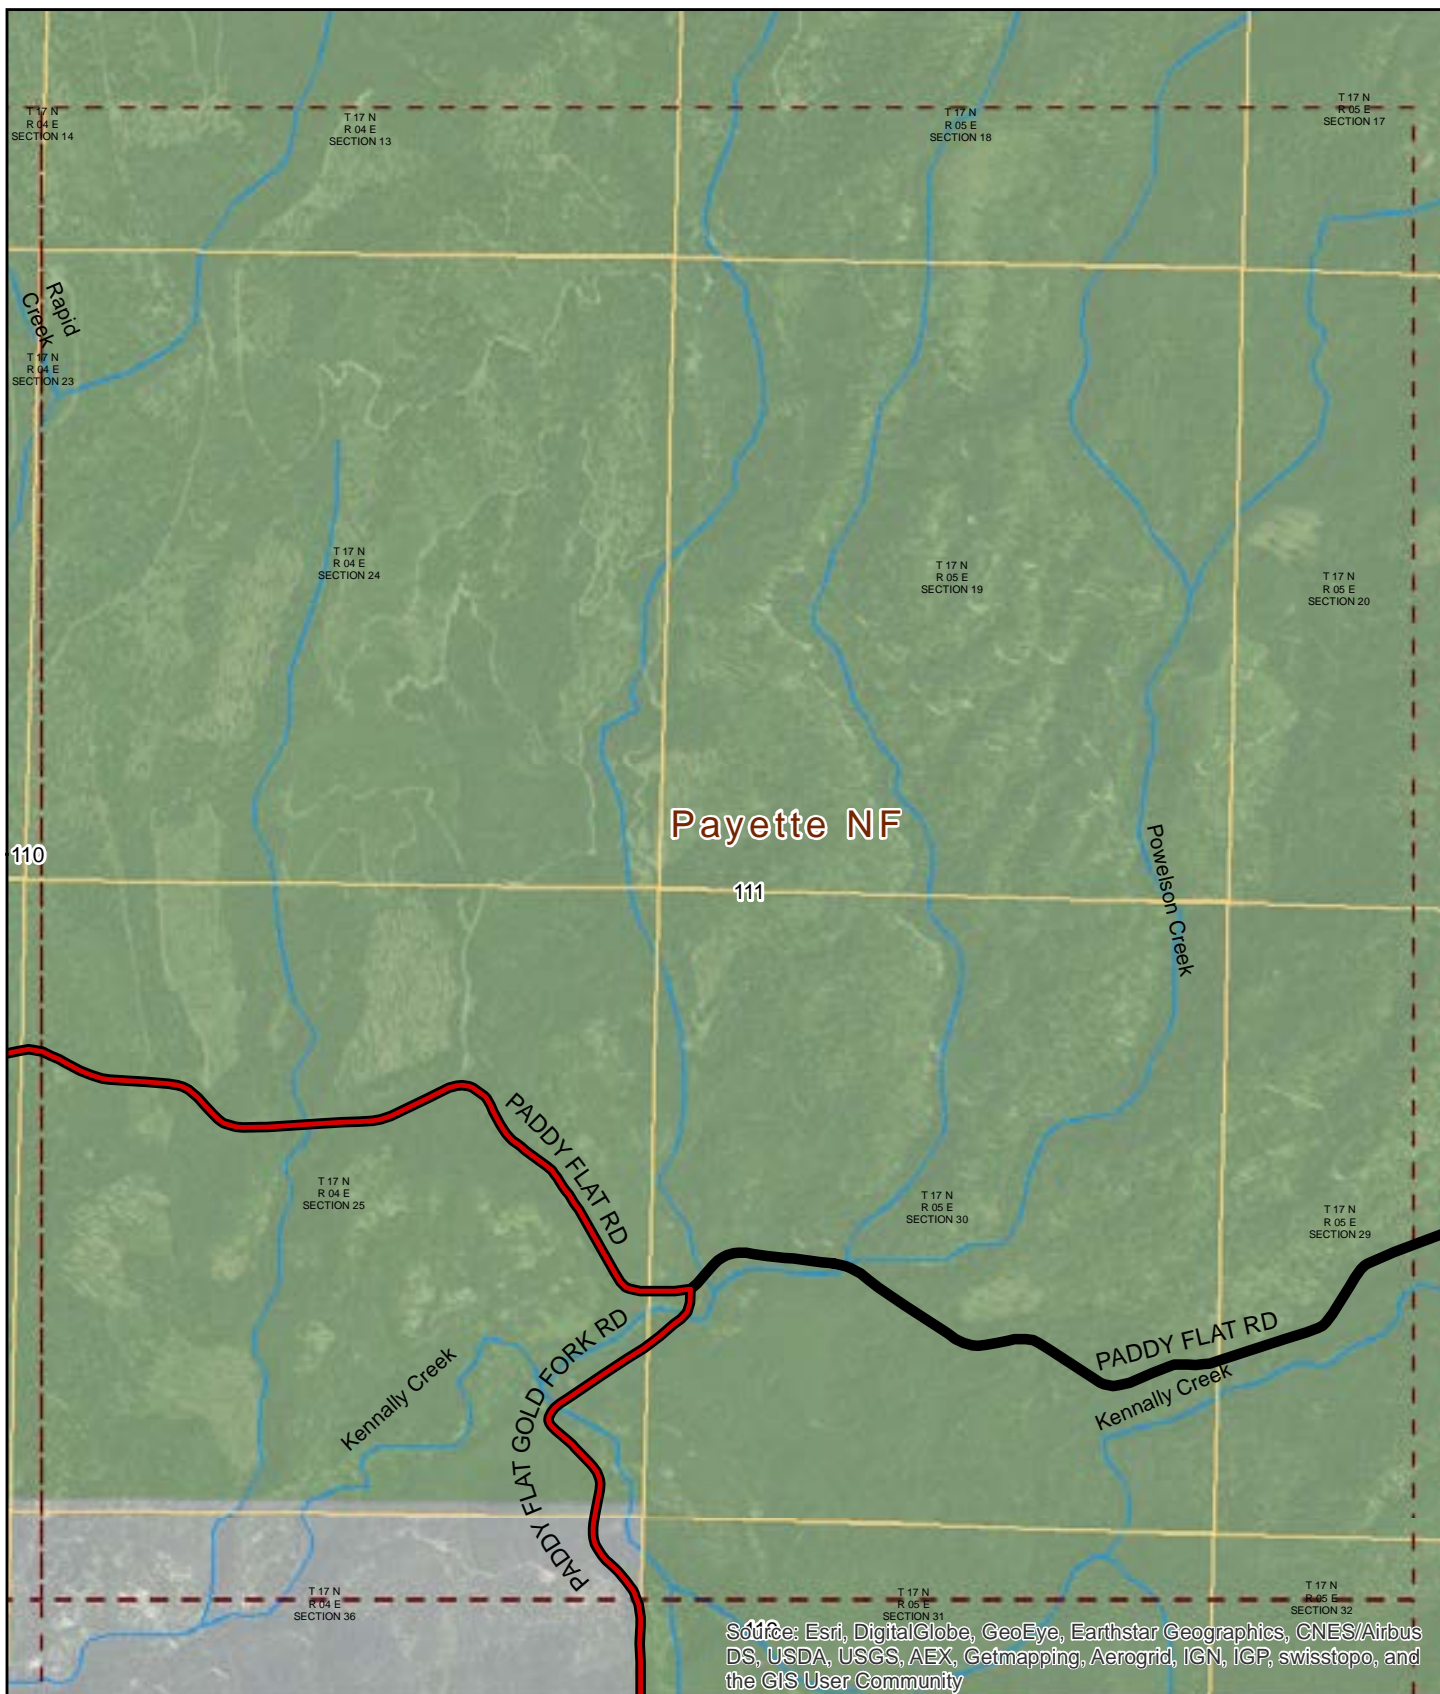 T 17 N
R 04 E
SECTION 14
T 17 N
R 04 E
SECTION 13
T 17 N
R 05 E
SECTION 18
T 17 N
R 05 E
SECTION 17
Rapid
Creek
T 17 N
R 04 E
SECTION 23
T 17 N
R 04 E
SECTION 24
T 17 N
R 05 E
SECTION 19
T 17 N
R 05 E
SECTION 20
Payette NF
110
111
Powelson Creek
PADDY FLAT RD
T 17 N
R 04 E
SECTION 25
T 17 N
R 05 E
SECTION 30
T 17 N
R 05 E
SECTION 29
PADDY FLAT GOLD FORK RD
PADDY FLAT RD
Kennally Creek
Kennally Creek
T 17 N
R 04 E
SECTION 36
T 17 N
R 05 E
SECTION 31
T 17 N
R 05 E
SECTION 32
Source: Esri, DigitalGlobe, GeoEye, Earthstar Geographics, CNES/Airbus
DS, USDA, USGS, AEX, Getmapping, Aerogrid, IGN, IGP, swisstopo, and
the GIS User Community